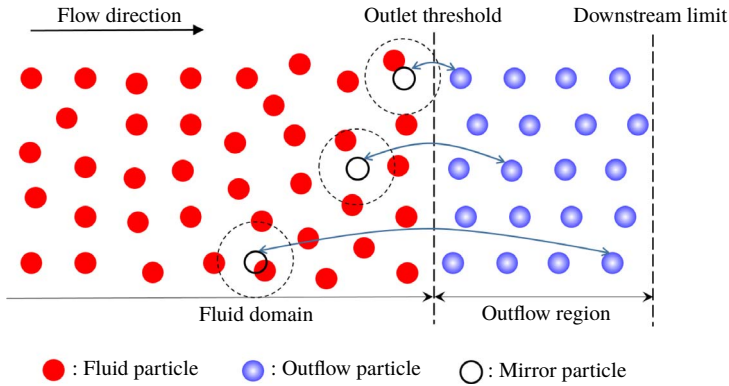 Flow direction
Outlet threshold
Downstream limit
Fluid domain
Outflow region
: Fluid particle
: Outflow particle
: Mirror particle